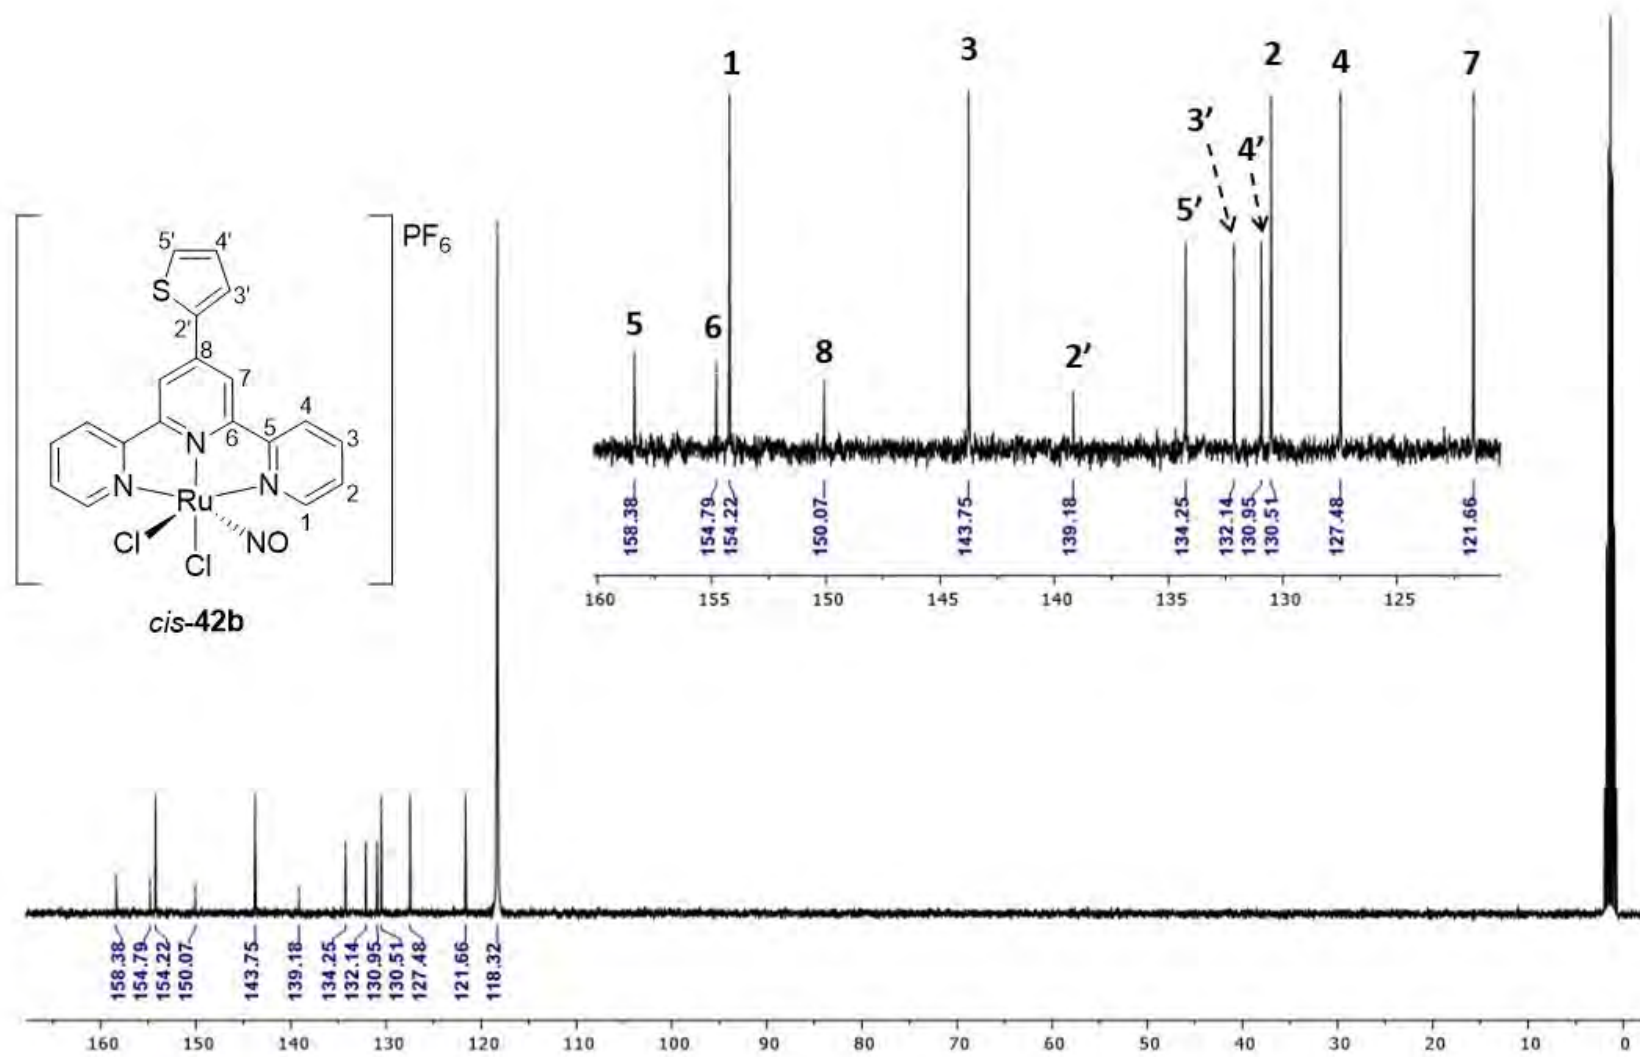 1 3 2 4 7
3' 4'
5'
5 6 8 2'
158.38 154.79 154.22 150.07 143.75 139.18 134.25 132.14 130.95 130.51 127.48 121.66
160 155 150 145 140 135 130 125
PF6
5' 4'
S 3'
2'
8
7
4
6 5 3
N
N N 2
Ru 1
Cl NO
Cl
cis-42b
158.38 154.79 154.22 150.07 143.75 139.18 134.25 132.14 130.95 130.51 127.48 121.66 118.32
160 150 140 130 120 110 100 90 80 70 60 50 40 30 20 10 0